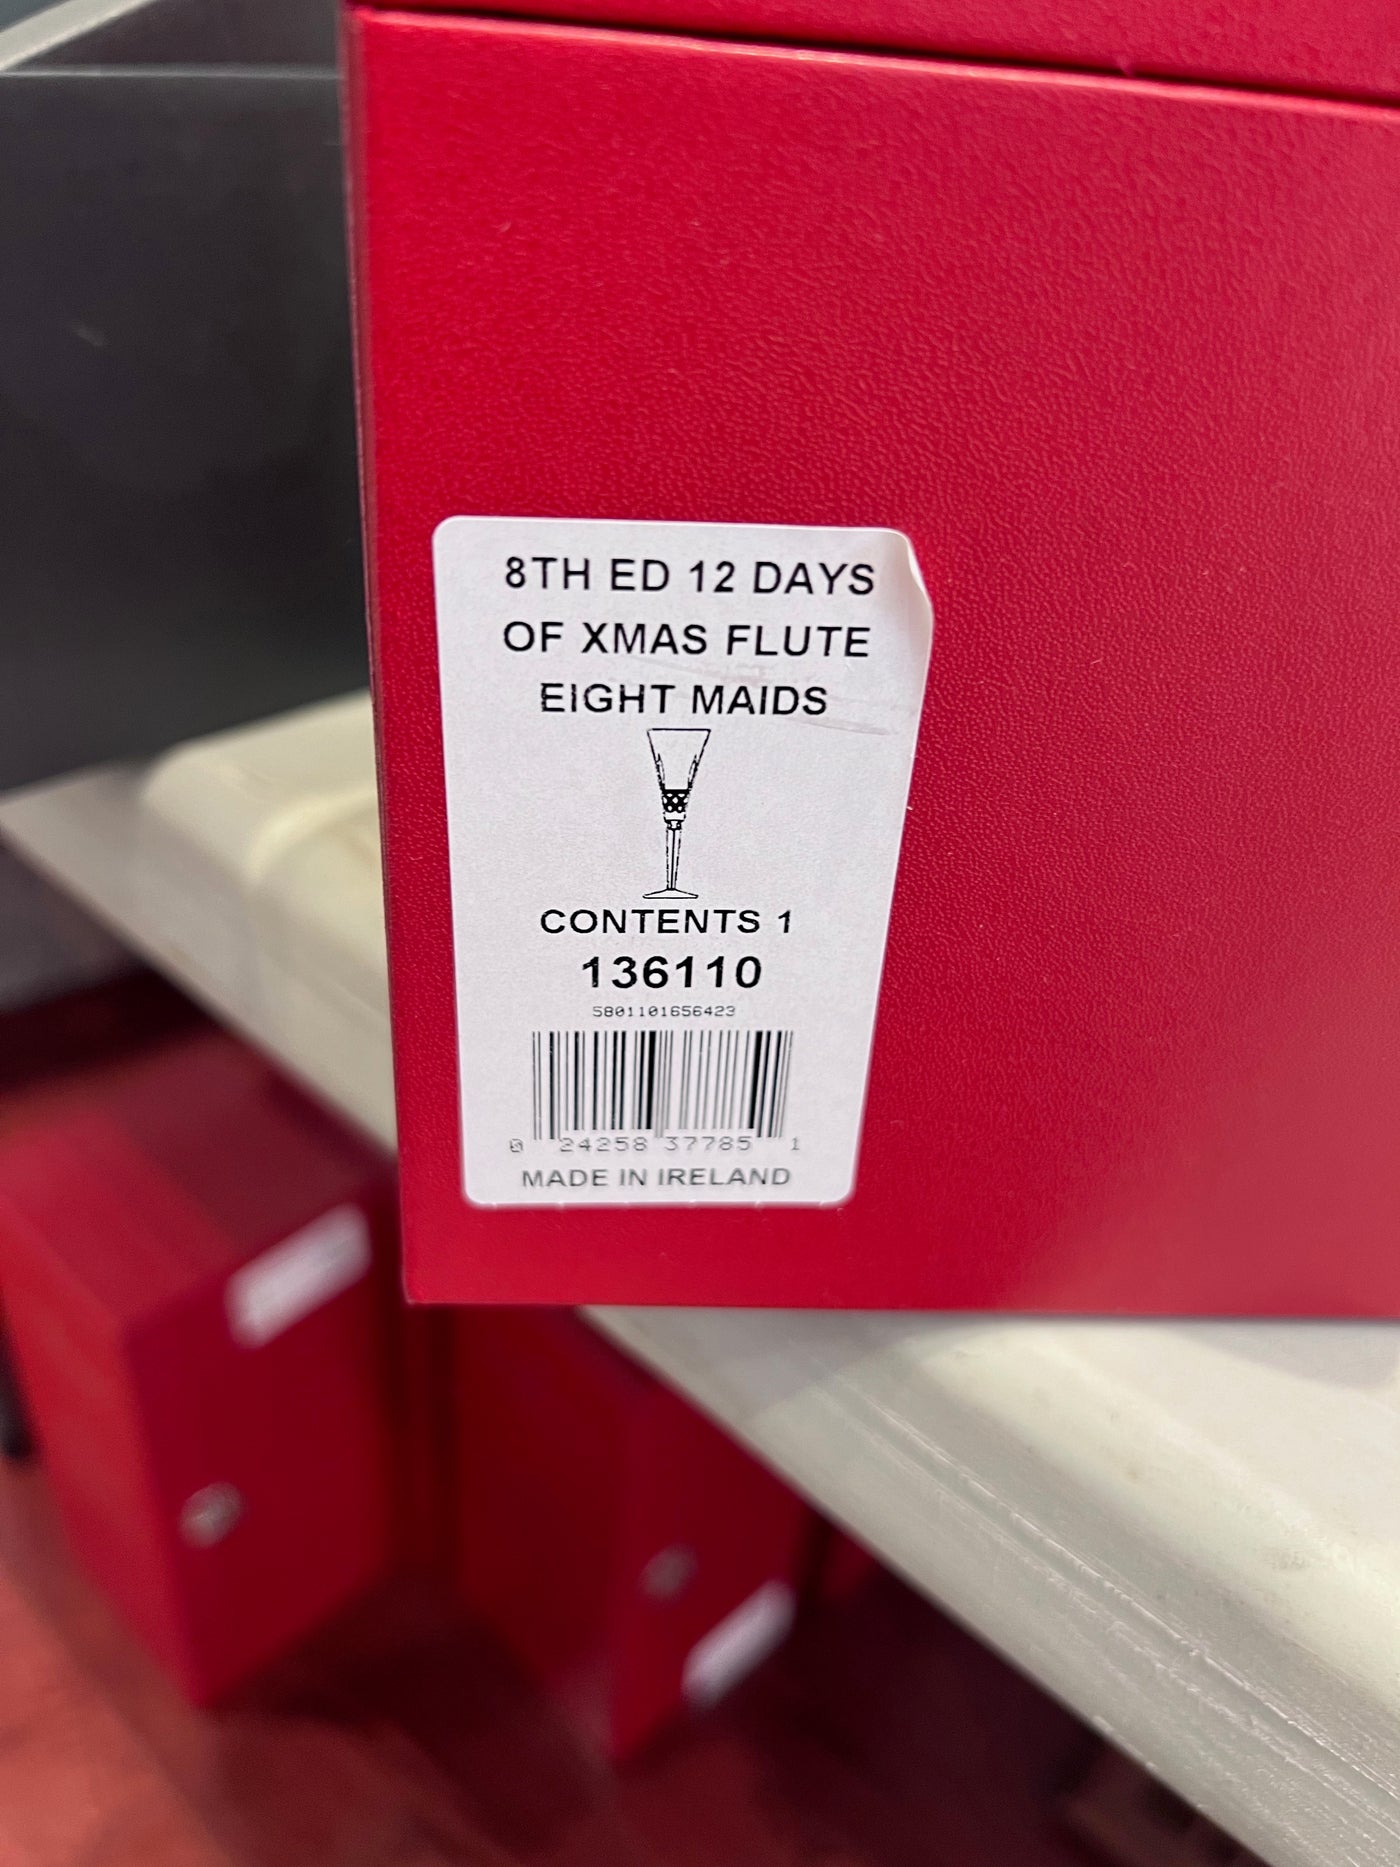 8TH ED 12 DAYS
OF XMAS FLUTE
EIGHT MAIDS
CONTENTS 1
136110
5801101656423
0 24258 37785 1
MADE IN IRELAND